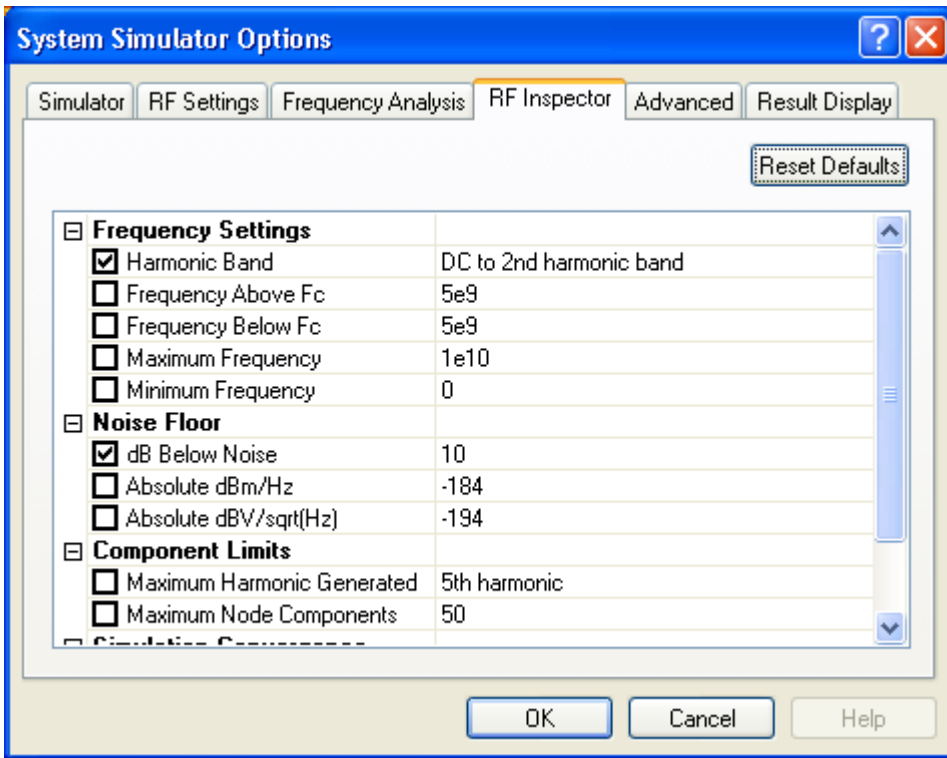 System Simulator Options
Simulator RF Settings Frequency Analysis RF Inspector Advanced Result Display
Reset Defaults
Frequency Settings
Harmonic Band DC to 2nd harmonic band
Frequency Above Fc 5e9
Frequency Below Fc 5e9
Maximum Frequency 1e10
Minimum Frequency 0
Noise Floor
dB Below Noise 10
Absolute dBm/Hz -184
Absolute dBV/sqrt(Hz) -194
Component Limits
Maximum Harmonic Generated 5th harmonic
Maximum Node Components 50
Simulation Convergence
OK Cancel Help